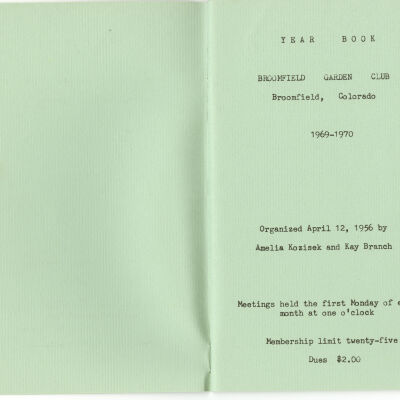 YEAR BOOK
BROOMFIELD GARDEN CLUB
Broomfield, Colorado
1969-1970
Organized April 12, 1956 by
Amelia Kozisek and Kay Branch
Meetings held the first Monday of
month at one o'clock
Membership limit twenty-five
Dues $2.00